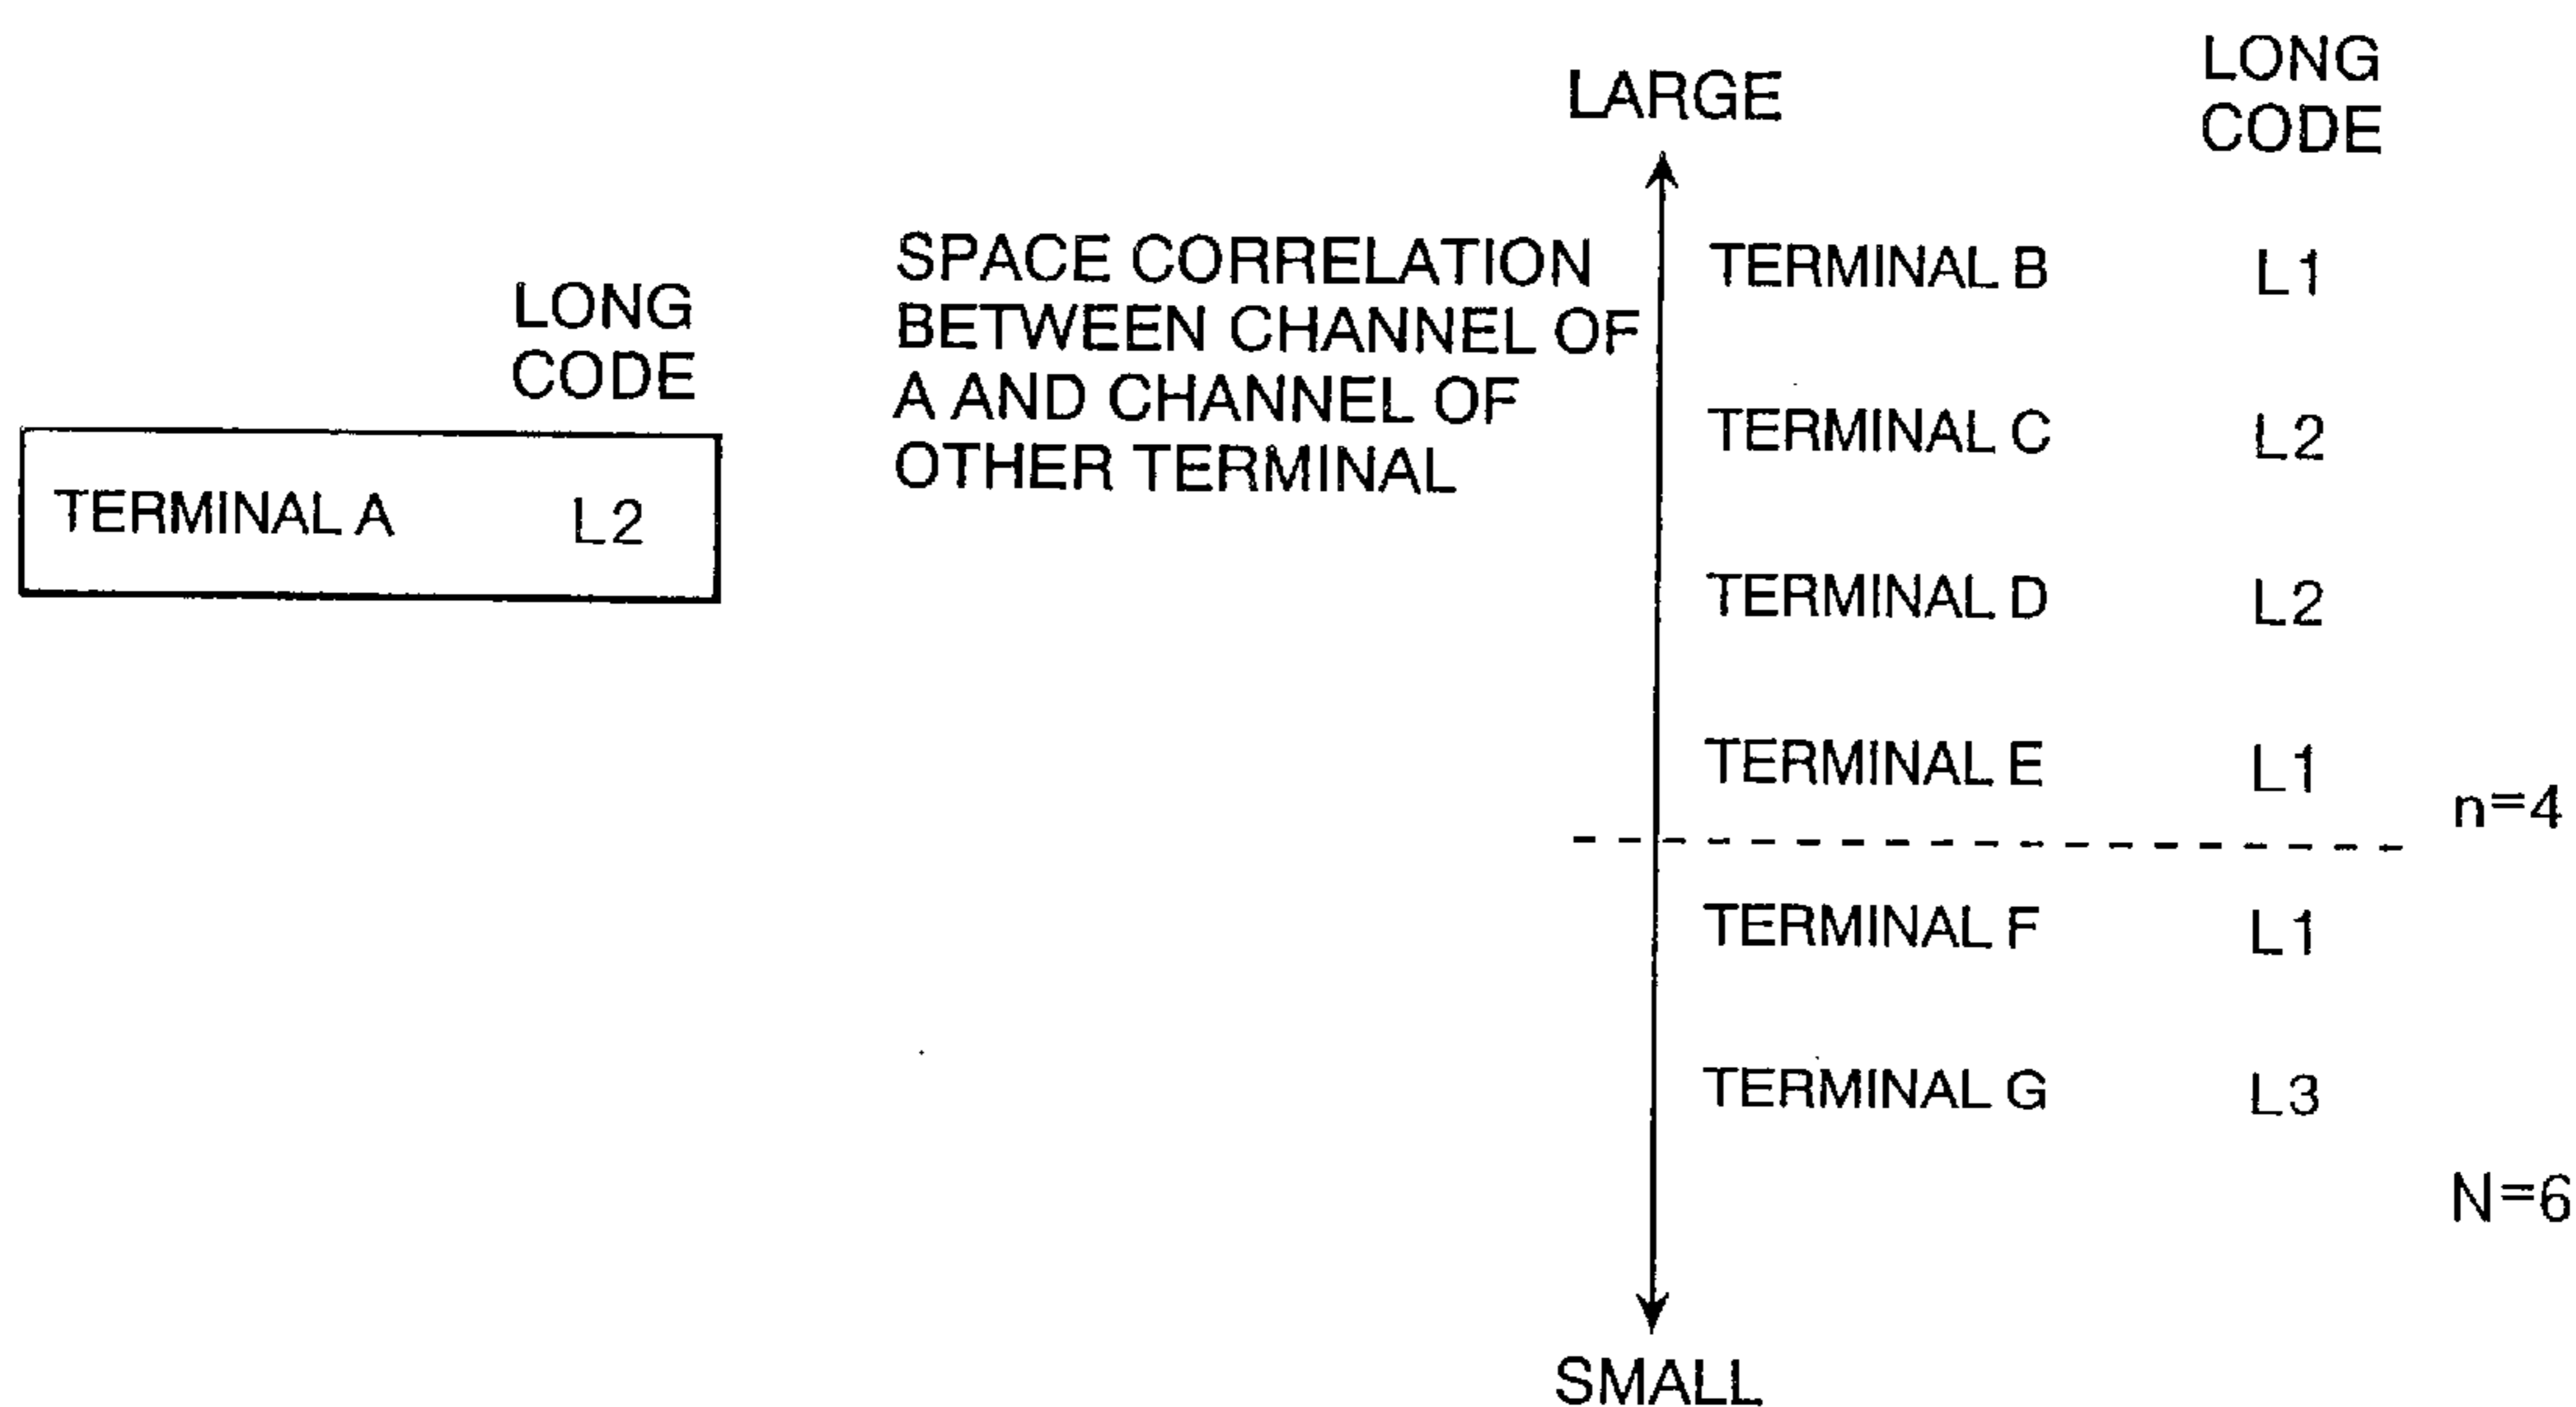 LONG
CODE
TERMINAL A L2
SPACE CORRELATION
BETWEEN CHANNEL OF
A AND CHANNEL OF
OTHER TERMINAL
LARGE
LONG
CODE
TERMINAL B L1
TERMINAL C L2
TERMINAL D L2
TERMINAL E L1
n=4
TERMINAL F L1
TERMINAL G L3
N=6
SMALL